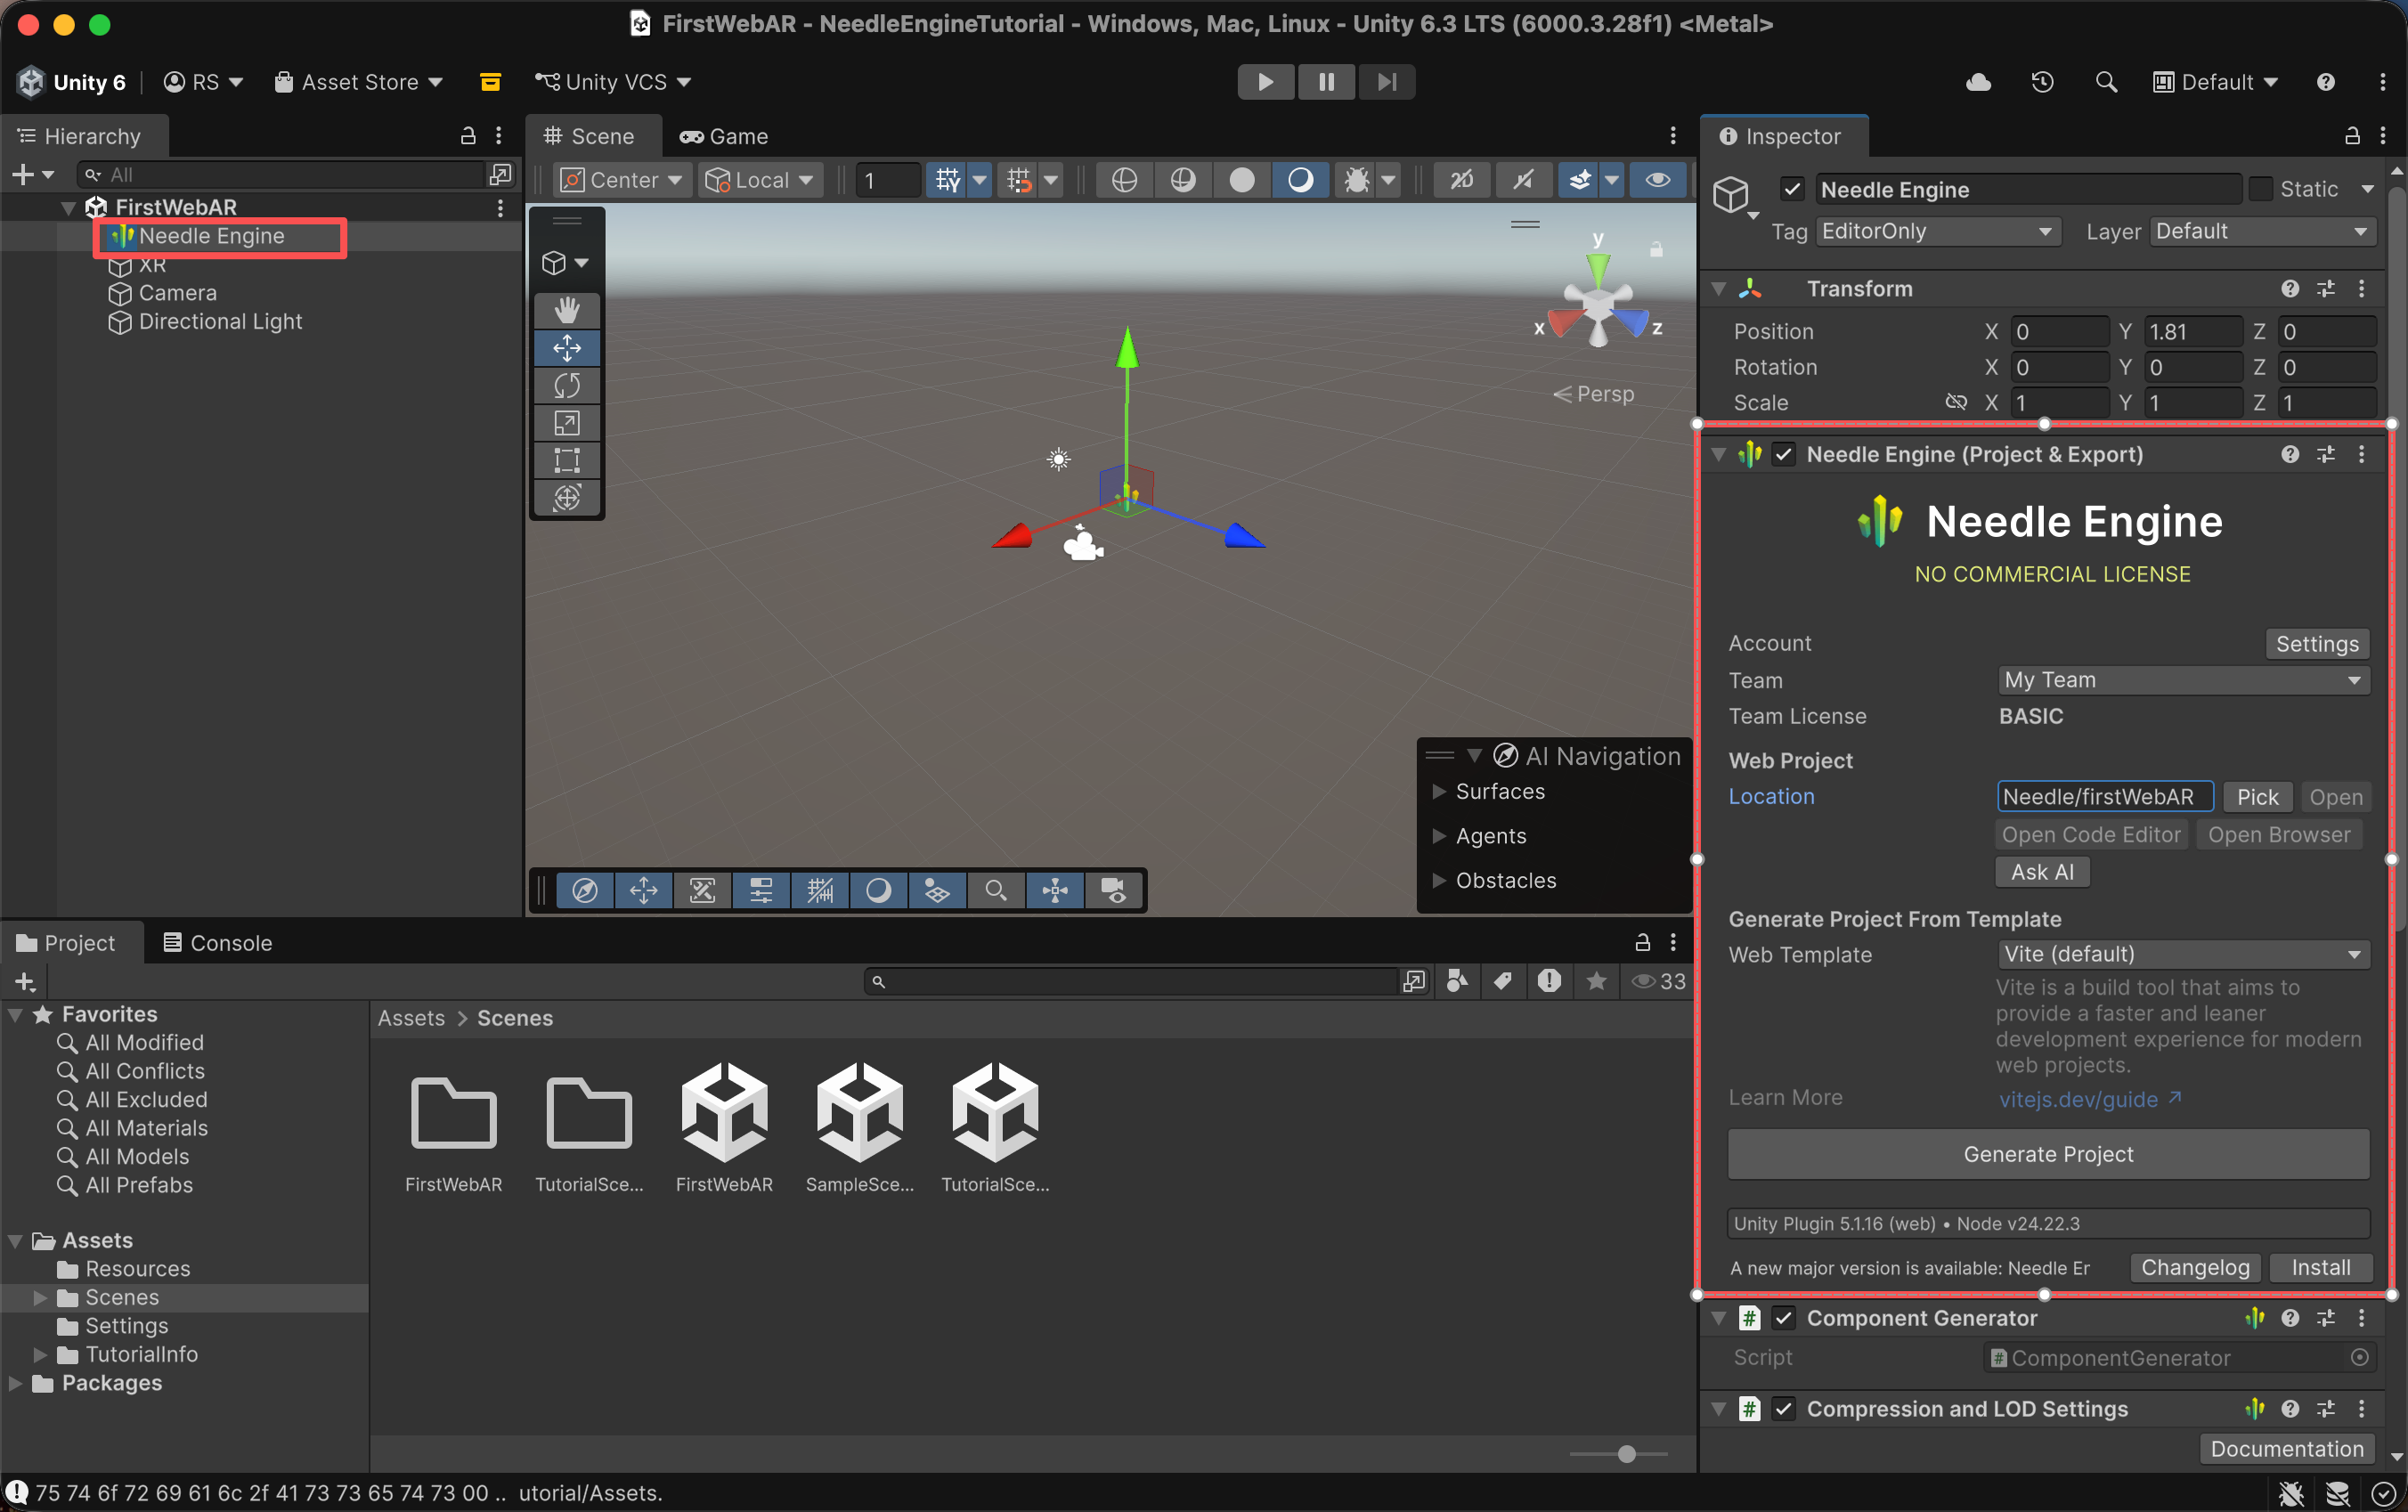 FirstWebAR - NeedleEngineTutorial - Windows, Mac, Linux - Unity 6.3 LTS (6000.3.28f1) <Metal>
Unity 6 RS Asset Store Unity VCS Default
Hierarchy
All
FirstWebAR
Needle Engine
XR
Camera
Directional Light
Scene Game
Center Local 1 2D
y
x z
Persp
AI Navigation
Surfaces
Agents
Obstacles
Inspector
Needle Engine Static
Tag EditorOnly Layer Default
Transform
Position X 0 Y 1.81 Z 0
Rotation X 0 Y 0 Z 0
Scale X 1 Y 1 Z 1
Needle Engine (Project & Export)
Needle Engine
NO COMMERCIAL LICENSE
Account Settings
Team My Team
Team License BASIC
Web Project
Location Needle/firstWebAR Pick Open
Open Code Editor Open Browser
Ask AI
Generate Project From Template
Web Template Vite (default)
Vite is a build tool that aims to
provide a faster and leaner
development experience for modern
web projects.
Learn More vitejs.dev/guide ↗
Generate Project
Unity Plugin 5.1.16 (web) • Node v24.22.3
A new major version is available: Needle Er Changelog Install
Component Generator
Script ComponentGenerator
Compression and LOD Settings
Documentation
Project Console
33
Favorites
All Modified
All Conflicts
All Excluded
All Materials
All Models
All Prefabs
Assets
Resources
Scenes
Settings
TutorialInfo
Packages
Assets > Scenes
FirstWebAR TutorialSce... FirstWebAR SampleSce... TutorialSce...
75 74 6f 72 69 61 6c 2f 41 73 73 65 74 73 00 .. utorial/Assets.